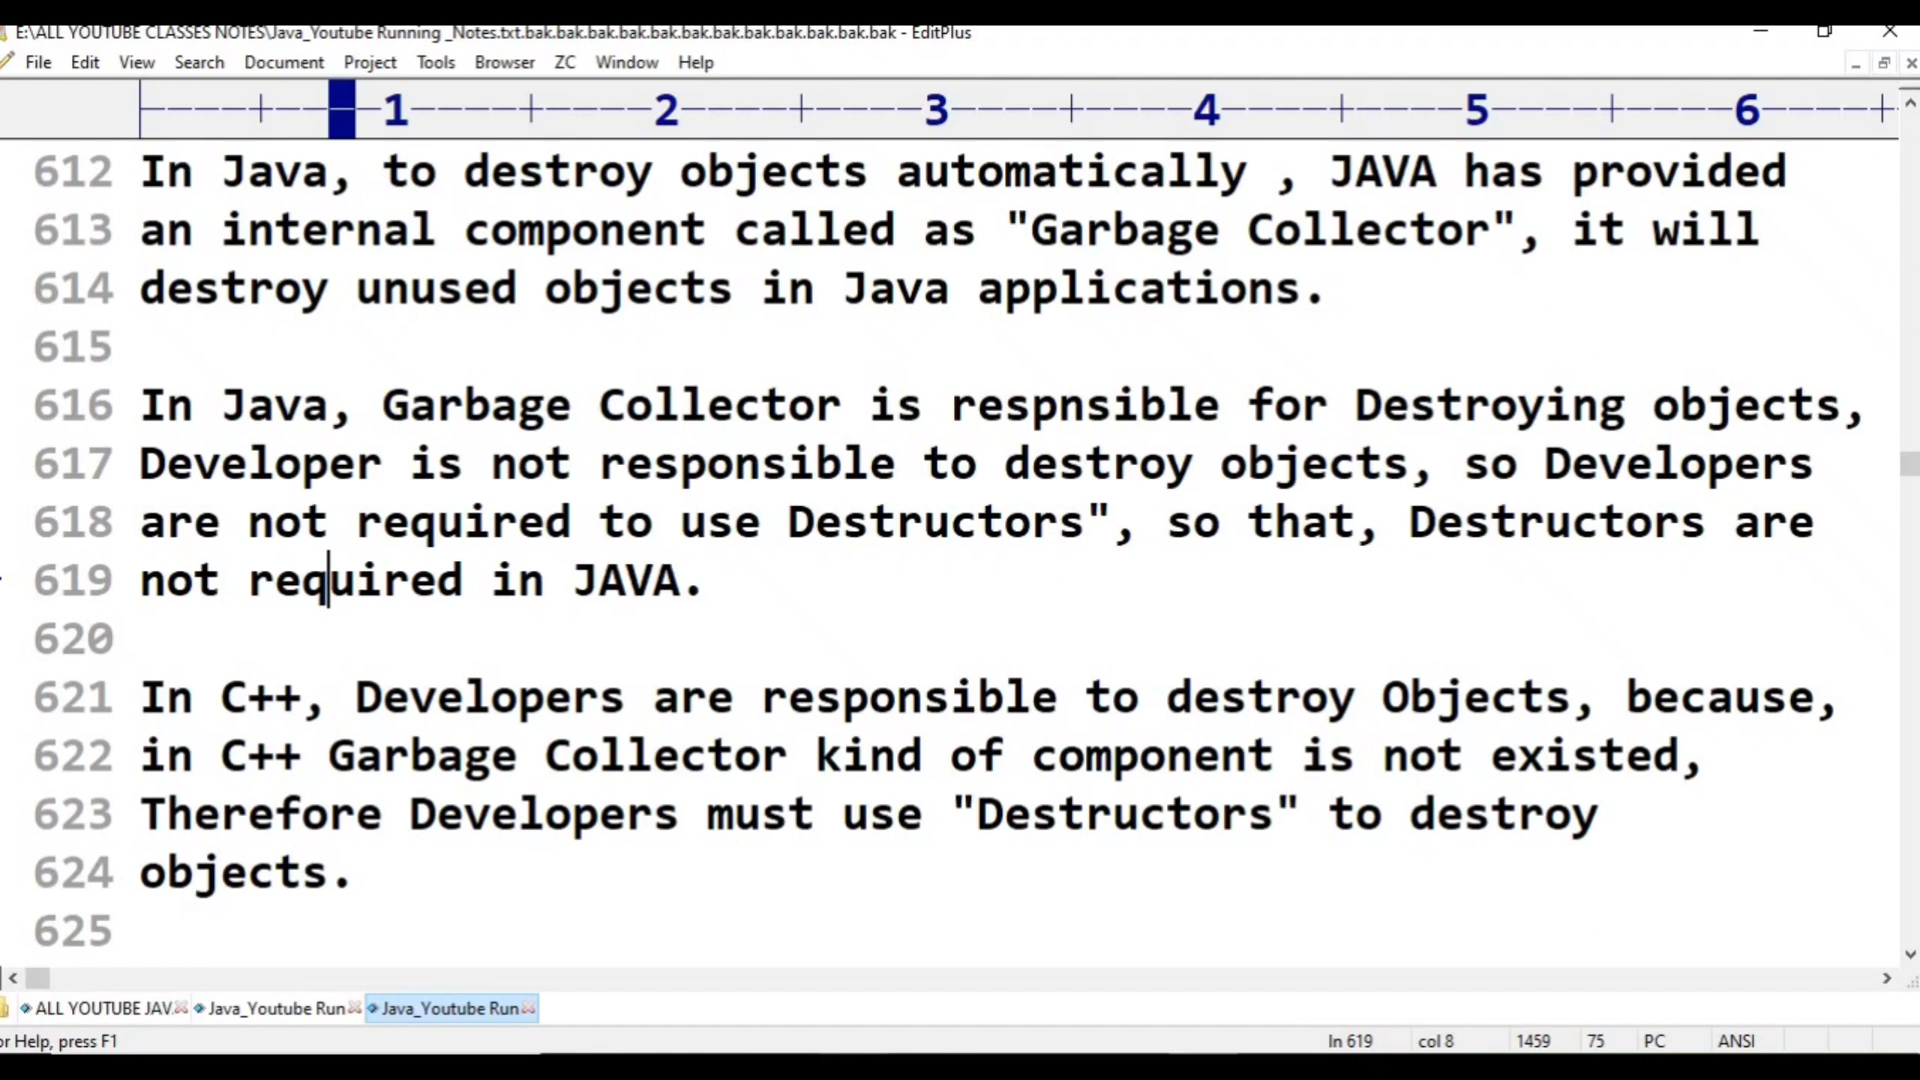 E:\ALL YOUTUBE CLASSES NOTES\Java_Youtube Running _Notes.txt.bak.bak.bak.bak.bak.bak.bak.bak.bak.bak.bak.bak - EditPlus
File Edit View Search Document Project Tools Browser ZC Window Help
1 2 3 4 5 6
612 In Java, to destroy objects automatically , JAVA has provided
613 an internal component called as "Garbage Collector", it will
614 destroy unused objects in Java applications.
615
616 In Java, Garbage Collector is respnsible for Destroying objects,
617 Developer is not responsible to destroy objects, so Developers
618 are not required to use Destructors", so that, Destructors are
619 not required in JAVA.
620
621 In C++, Developers are responsible to destroy Objects, because,
622 in C++ Garbage Collector kind of component is not existed,
623 Therefore Developers must use "Destructors" to destroy
624 objects.
625
ALL YOUTUBE JAV Java_Youtube Run Java_Youtube Run
or Help, press F1 ln 619 col 8 1459 75 PC ANSI